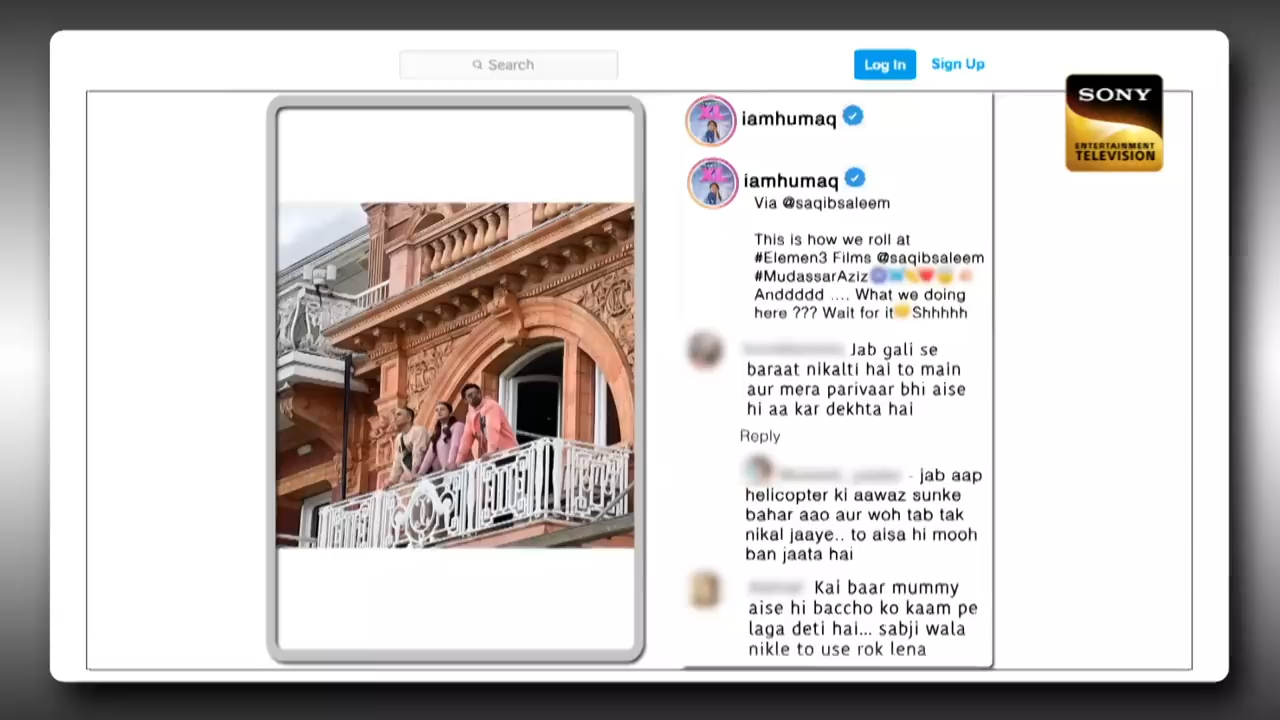 Search
Log In
Sign Up
SONY
ENTERTAINMENT
TELEVISION
iamhumaq
iamhumaq
Via @saqibsaleem
This is how we roll at
#Elemen3 Films @saqibsaleem
#MudassarAziz
Anddddd .... What we doing
here ??? Wait for it Shhhhh
Jab gali se
baraat nikalti hai to main
aur mera parivaar bhi aise
hi aa kar dekhta hai
Reply
- jab aap
helicopter ki aawaz sunke
bahar aao aur woh tab tak
nikal jaaye.. to aisa hi mooh
ban jaata hai
Kai baar mummy
aise hi baccho ko kaam pe
laga deti hai... sabji wala
nikle to use rok lena